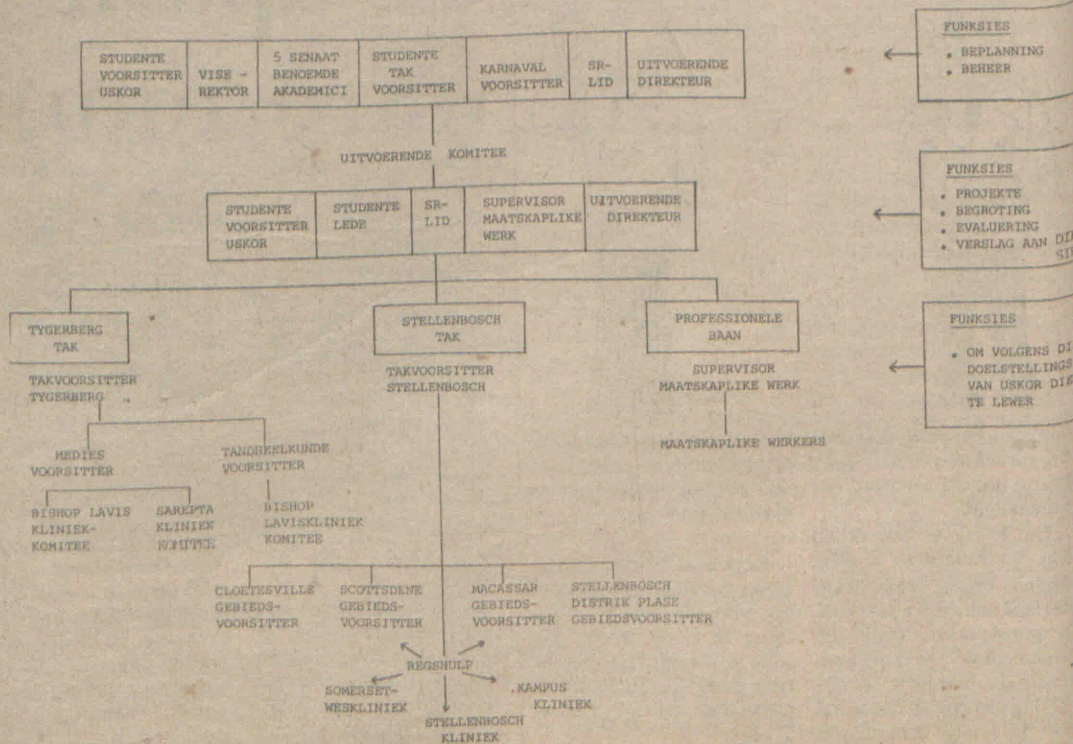 STUDENTE
VOORSITTER
USKOR
VISE -
REKTOR
5 SENAAT
BENOEMDE
AKADEMICI
STUDENTE
TAK
VOORSITTER
KARNAVAL
VOORSITTER
SR-
LID
UITVOERENDE
DIREKTEUR
FUNKSIES
• BEPLANNING
• BEHEER
UITVOERENDE KOMITEE
STUDENTE
VOORSITTER
USKOR
STUDENTE
LEDE
SR-
LID
SUPERVISOR
MAATSKAPLIKE
WERK
UITVOERENDE
DIREKTEUR
FUNKSIES
• PROJEKTE
• BEGROTING
• EVALUERING
• VERSLAG AAN
TYGERBERG
TAK
STELLENBOSCH
TAK
PROFESSIONELE
BAAN
FUNKSIES
• OM VOLGENS
DOELSTELLINGS
VAN USKOR
TE LEWER
TAKVOORSITTER
TYGERBERG
TAKVOORSITTER
STELLENBOSCH
SUPERVISOR
MAATSKAPLIKE WERK
MAATSKAPLIKE WERKERS
MEDIES
VOORSITTER
TANDHEELKUNDE
VOORSITTER
BISHOP LAVIS
KLINIEK-
KOMITEE
SAREPTA
KLINIEK
KOMITEE
BISHOP
LAVISKLINIEK
KOMITEE
CLOETESVILLE
GEBIEDS-
VOORSITTER
SCOTTSDENE
GEBIEDS-
VOORSITTER
MACASSAR
GEBIEDS-
VOORSITTER
STELLENBOSCH
DISTRIK PLASE
GEBIEDSVOORSITTER
REGSHULP
SOMERSET-
WESKLINIEK
KAMPUS
KLINIEK
STELLENBOSCH
KLINIEK